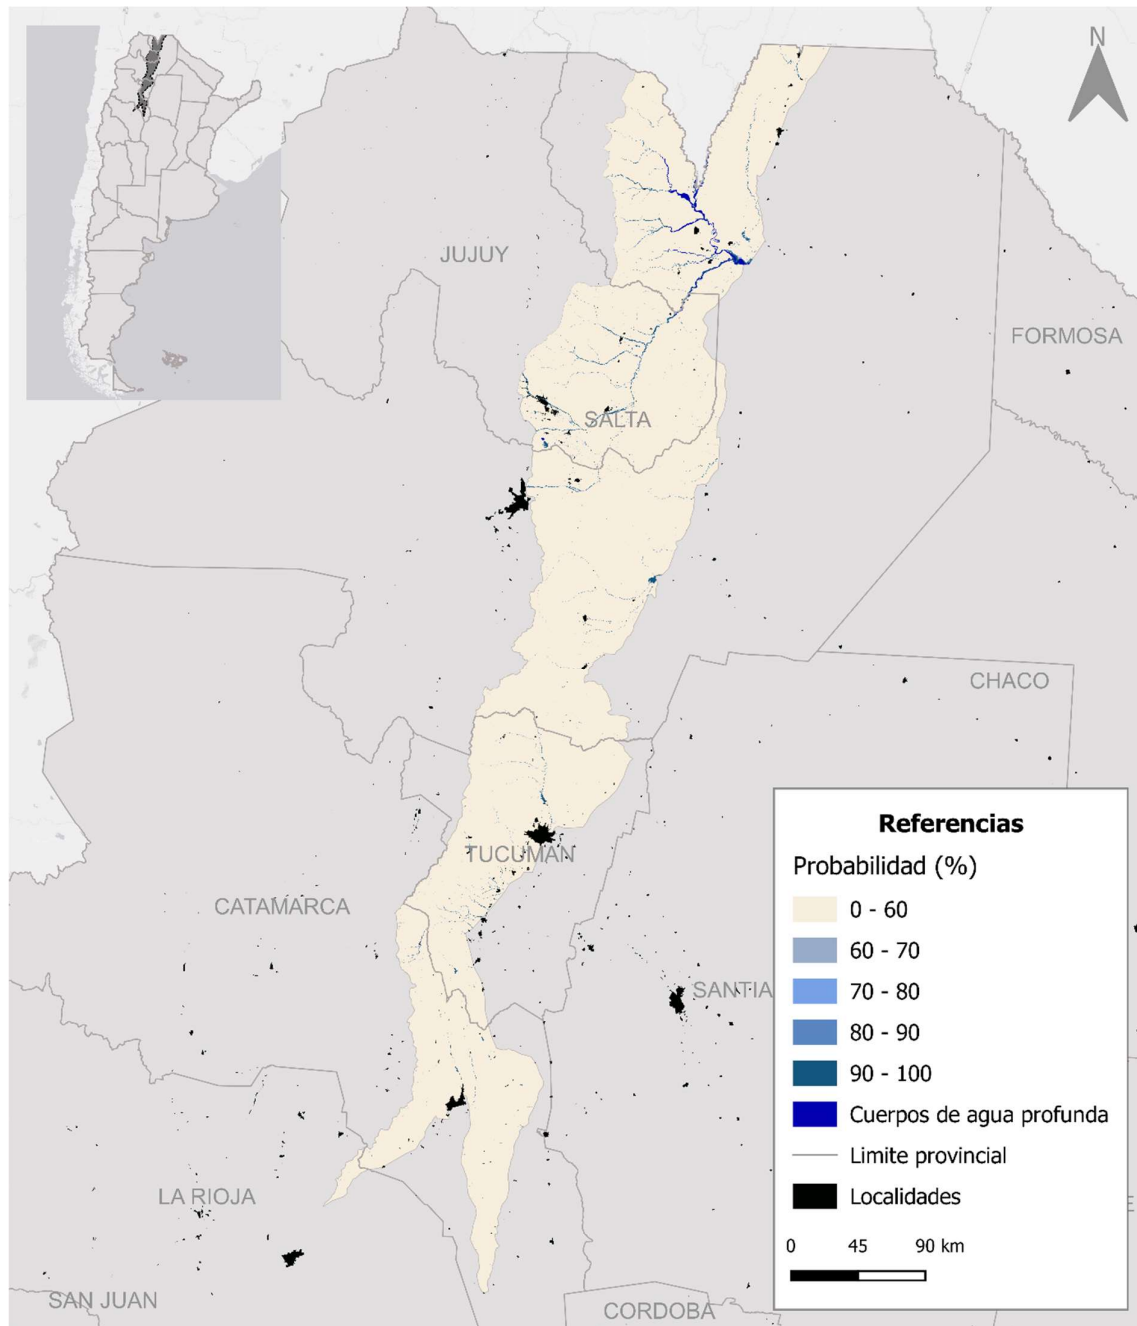 N
JUJUY
FORMOSA
SALTA
CHACO
TUCUMAN
CATAMARCA
SANTIA
LA RIOJA
SAN JUAN
CORDOBA
E
Referencias
Probabilidad (%)
0 - 60
60 - 70
70 - 80
80 - 90
90 - 100
Cuerpos de agua profunda
Limite provincial
Localidades
0 45 90 km